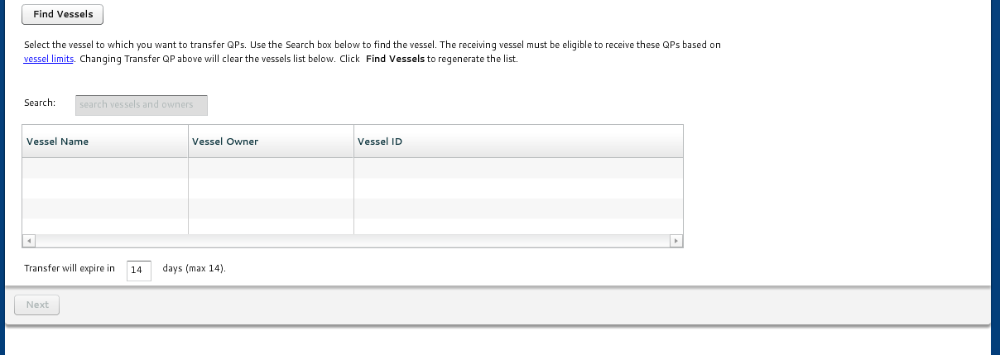 Find Vessels
Select the vessel to which you want to transfer QPs. Use the Search box below to find the vessel. The receiving vessel must be eligible to receive these QPs based on
vessel limits. Changing Transfer QP above will clear the vessels list below. Click Find Vessels to regenerate the list.
Search: search vessels and owners
Vessel Name Vessel Owner Vessel ID
Transfer will expire in 14 days (max 14).
Next